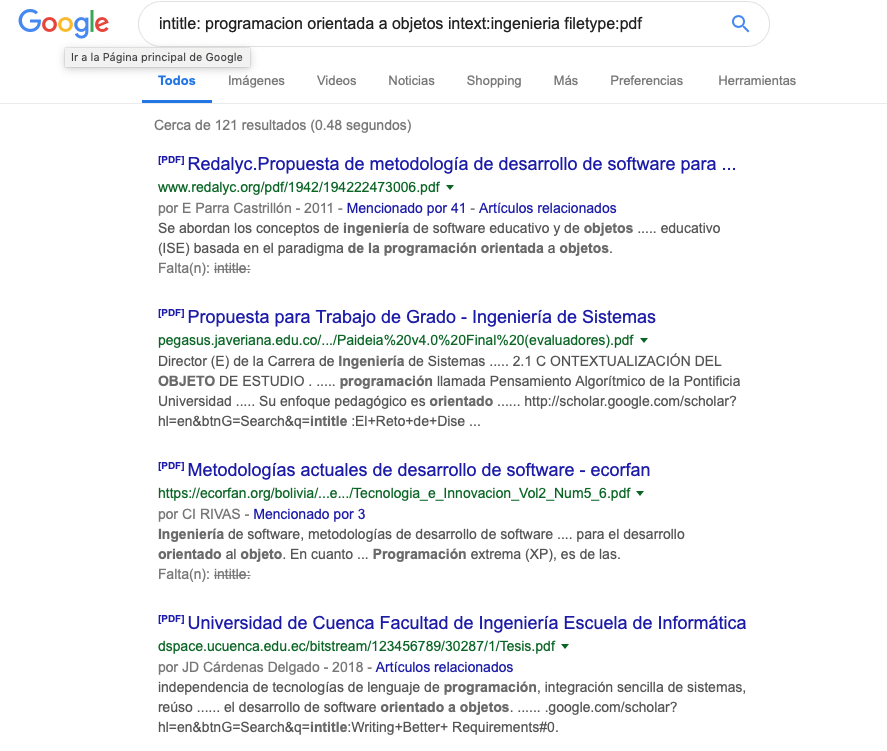 Google
intitle: programacion orientada a objetos intext:ingenieria filetype:pdf
Ir a la Página principal de Google
Todos Imágenes Videos Noticias Shopping Más Preferencias Herramientas
Cerca de 121 resultados (0.48 segundos)
[PDF] Redalyc.Propuesta de metodología de desarrollo de software para ...
www.redalyc.org/pdf/1942/194222473006.pdf
por E Parra Castrillón - 2011 - Mencionado por 41 - Artículos relacionados
Se abordan los conceptos de ingeniería de software educativo y de objetos ..... educativo
(ISE) basada en el paradigma de la programación orientada a objetos.
Falta(n): intitle:
[PDF] Propuesta para Trabajo de Grado - Ingeniería de Sistemas
pegasus.javeriana.edu.co/.../Paideia%20v4.0%20Final%20(evaluadores).pdf
Director (E) de la Carrera de Ingeniería de Sistemas ..... 2.1 C ONTEXTUALIZACIÓN DEL
OBJETO DE ESTUDIO . ..... programación llamada Pensamiento Algorítmico de la Pontificia
Universidad ..... Su enfoque pedagógico es orientado ...... http://scholar.google.com/scholar?
hl=en&btnG=Search&q=intitle :El+Reto+de+Dise ...
[PDF] Metodologías actuales de desarrollo de software - ecorfan
https://ecorfan.org/bolivia/...e.../Tecnologia_e_Innovacion_Vol2_Num5_6.pdf
por CI RIVAS - Mencionado por 3
Ingeniería de software, metodologías de desarrollo de software .... para el desarrollo
orientado al objeto. En cuanto ... Programación extrema (XP), es de las.
Falta(n): intitle:
[PDF] Universidad de Cuenca Facultad de Ingeniería Escuela de Informática
dspace.ucuenca.edu.ec/bitstream/123456789/30287/1/Tesis.pdf
por JD Cárdenas Delgado - 2018 - Artículos relacionados
independencia de tecnologías de lenguaje de programación, integración sencilla de sistemas,
reúso ...... el desarrollo de software orientado a objetos. ...... .google.com/scholar?
hl=en&btnG=Search&q=intitle:Writing+Better+ Requirements#0.